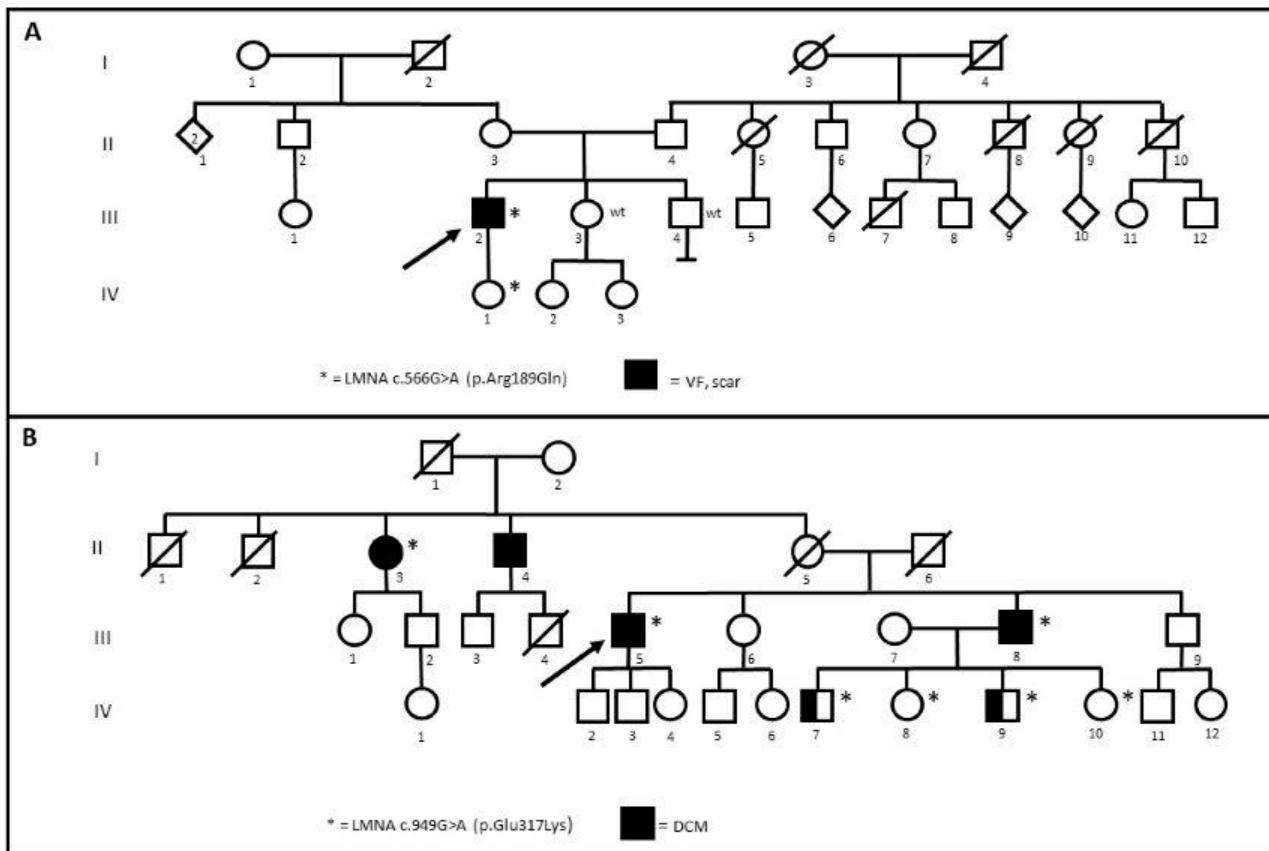 A
I
1 2 3 4
2
II
1 2 3 4 5 6 7 8 9 10
* wt wt
III
1 2 3 4 5 6 7 8 9 10 11 12
*
IV
1 2 3
* = LMNA c.566G>A (p.Arg189Gln) = VF, scar
B
I
1 2
*
II
1 2 3 4 5 6
* *
III
1 2 3 4 5 6 7 8 9
* * * *
IV
1 2 3 4 5 6 7 8 9 10 11 12
* = LMNA c.949G>A (p.Glu317Lys) = DCM